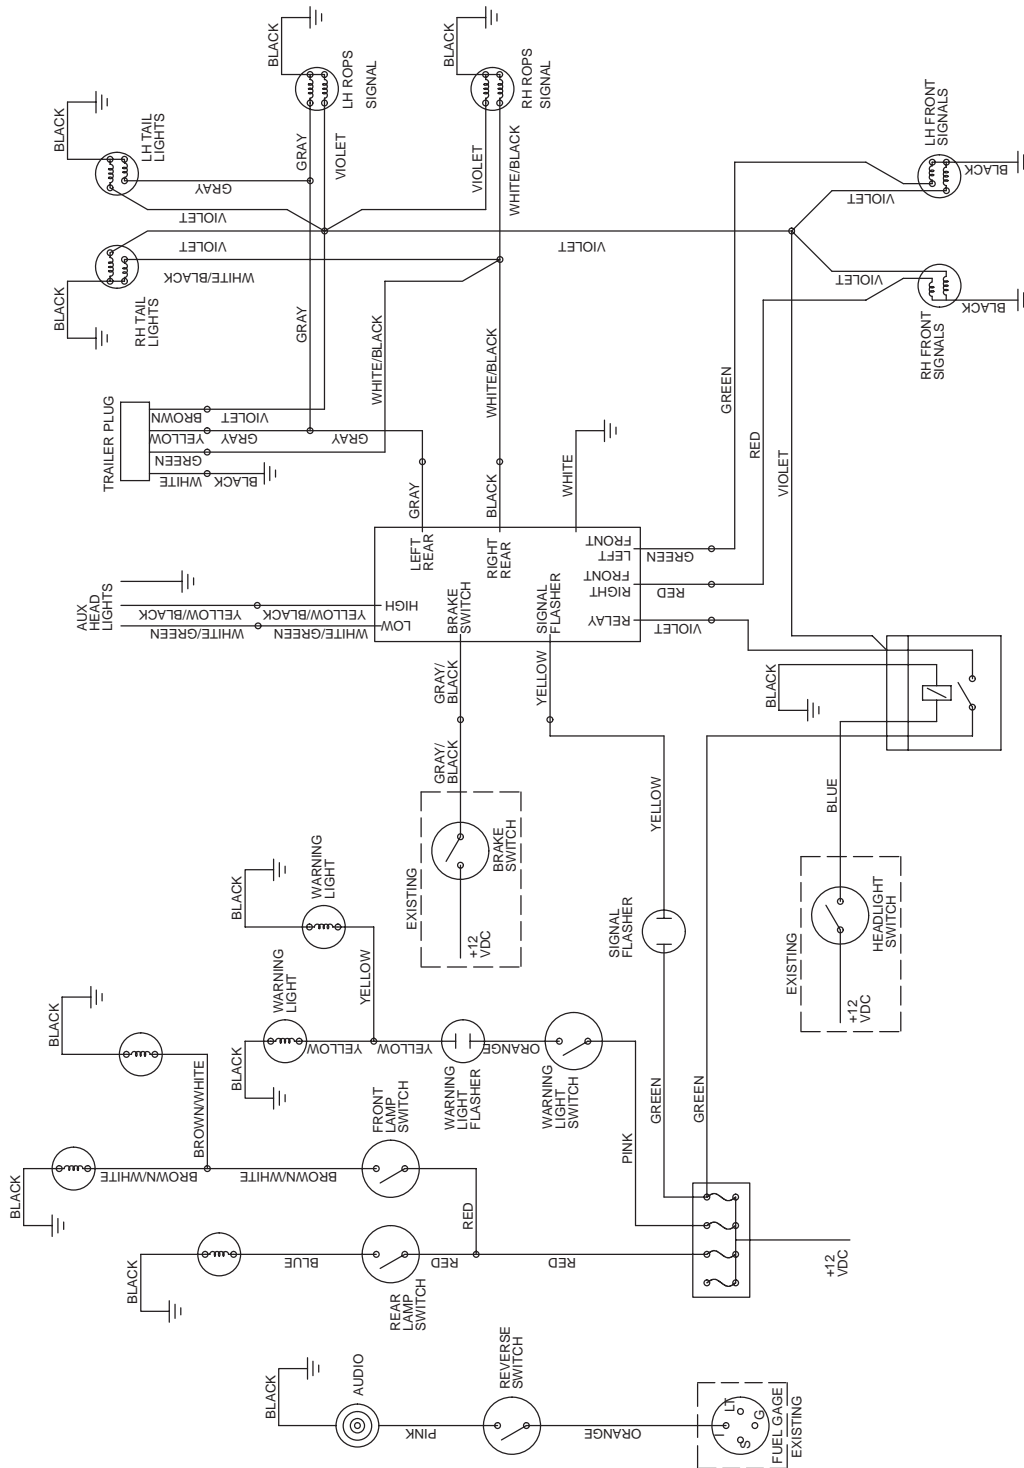 BLACK
LH ROPS
SIGNAL
BLACK
RH ROPS
SIGNAL
BLACK
LH TAIL
LIGHTS
GRAY
VIOLET
GRAY
VIOLET
VIOLET
WHITE/BLACK
BLACK
RH TAIL
LIGHTS
VIOLET
WHITE/BLACK
VIOLET
GRAY
WHITE/BLACK
WHITE/BLACK
LH FRONT
SIGNALS
BLACK
VIOLET
VIOLET
BLACK
RH FRONT
SIGNALS
GREEN
RED
VIOLET
TRAILER PLUG
BROWN
VIOLET
YELLOW
GRAY
GRAY
GREEN
WHITE
BLACK
GRAY
BLACK
WHITE
AUX
HEAD
LIGHTS
YELLOW/BLACK
YELLOW/BLACK
WHITE/GREEN
WHITE/GREEN
HIGH
LOW
LEFT
REAR
RIGHT
REAR
BRAKE
SWITCH
SIGNAL
FLASHER
LEFT
FRONT
RIGHT
FRONT
RELAY
GREEN
RED
VIOLET
GRAY/
BLACK
GRAY/
BLACK
YELLOW
YELLOW
BLACK
BLUE
EXISTING
BRAKE
SWITCH
+12
VDC
SIGNAL
FLASHER
EXISTING
HEADLIGHT
SWITCH
+12
VDC
BLACK
WARNING
LIGHT
BLACK
WARNING
LIGHT
YELLOW
YELLOW
YELLOW
WARNING
LIGHT
FLASHER
ORANGE
WARNING
LIGHT
SWITCH
BLACK
BROWN/WHITE
BLACK
BROWN/WHITE
BROWN/WHITE
FRONT
LAMP
SWITCH
PINK
GREEN
GREEN
BLACK
BLUE
REAR
LAMP
SWITCH
RED
RED
RED
+12
VDC
BLACK
AUDIO
PINK
REVERSE
SWITCH
ORANGE
I
LT
S
G
FUEL GAGE
EXISTING